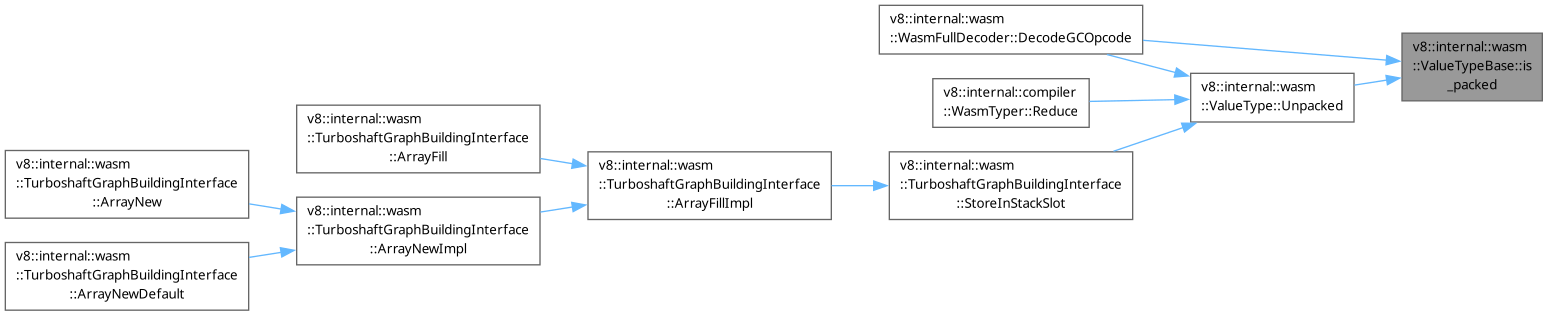 v8::internal::wasm
::WasmFullDecoder::DecodeGCOpcode
v8::internal::wasm
::ValueTypeBase::is
_packed
v8::internal::wasm
::ValueType::Unpacked
v8::internal::compiler
::WasmTyper::Reduce
v8::internal::wasm
::TurboshaftGraphBuildingInterface
::ArrayFill
v8::internal::wasm
::TurboshaftGraphBuildingInterface
::ArrayNew
v8::internal::wasm
::TurboshaftGraphBuildingInterface
::ArrayFillImpl
v8::internal::wasm
::TurboshaftGraphBuildingInterface
::StoreInStackSlot
v8::internal::wasm
::TurboshaftGraphBuildingInterface
::ArrayNewImpl
v8::internal::wasm
::TurboshaftGraphBuildingInterface
::ArrayNewDefault